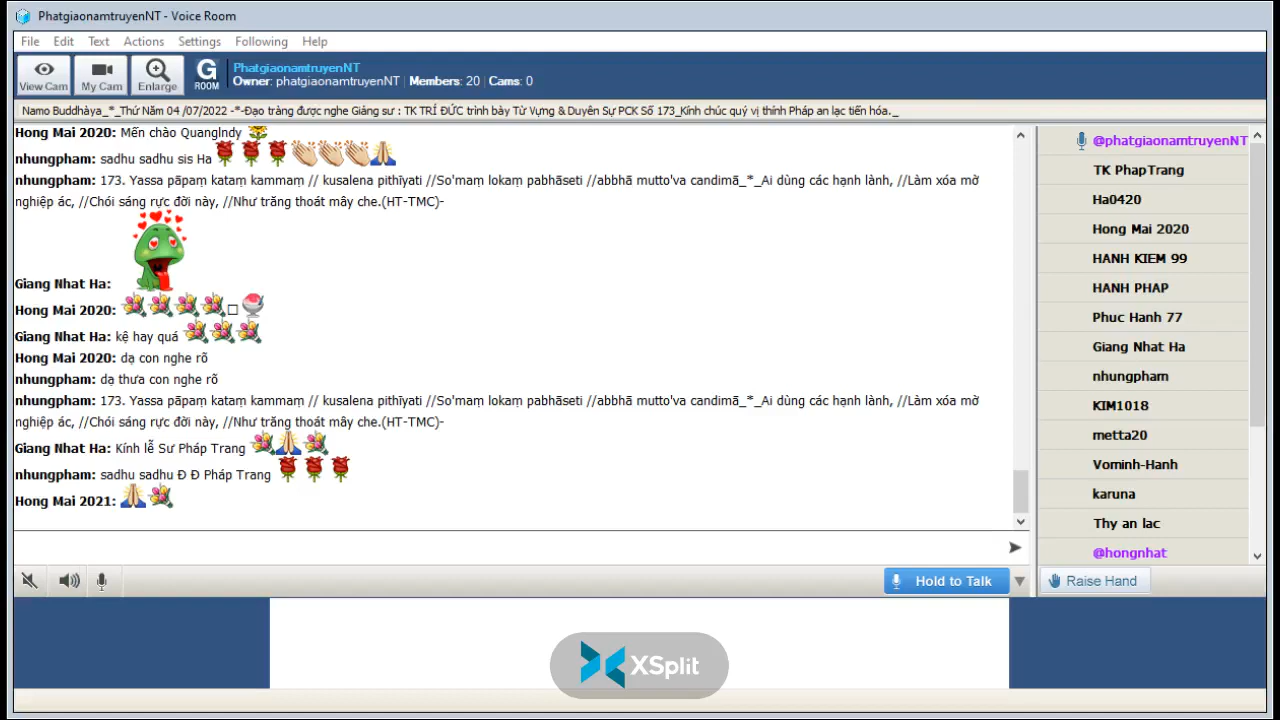 PhatgiaonamtruyenNT - Voice Room
File Edit Text Actions Settings Following Help
View Cam My Cam Enlarge G ROOM
PhatgiaonamtruyenNT
Owner: phatgiaonamtruyenNT | Members: 20 | Cams: 0
Namo Buddhàya_*_Thứ Năm 04 /07/2022 -*-Đạo tràng được nghe Giảng sư : TK TRÍ ĐỨC trình bày Từ Vựng & Duyên Sự PCK Số 173_Kính chúc quý vị thính Pháp an lạc tiến hóa._
Hong Mai 2020: Mến chào Quanglndy
nhungpham: sadhu sadhu sis Ha
nhungpham: 173. Yassa pāpaṃ kataṃ kammaṃ // kusalena pithīyati //So'maṃ lokaṃ pabhāseti //abbhā mutto'va candimā_*_Ai dùng các hạnh lành, //Làm xóa mờ
nghiệp ác, //Chói sáng rực đời này, //Như trăng thoát mây che.(HT-TMC)-
Giang Nhat Ha:
Hong Mai 2020:
Giang Nhat Ha: kệ hay quá
Hong Mai 2020: dạ con nghe rõ
nhungpham: dạ thưa con nghe rõ
nhungpham: 173. Yassa pāpaṃ kataṃ kammaṃ // kusalena pithīyati //So'maṃ lokaṃ pabhāseti //abbhā mutto'va candimā_*_Ai dùng các hạnh lành, //Làm xóa mờ
nghiệp ác, //Chói sáng rực đời này, //Như trăng thoát mây che.(HT-TMC)-
Giang Nhat Ha: Kính lễ Sư Pháp Trang
nhungpham: sadhu sadhu Đ Đ Pháp Trang
Hong Mai 2021:
@phatgiaonamtruyenNT
TK PhapTrang
Ha0420
Hong Mai 2020
HANH KIEM 99
HANH PHAP
Phuc Hanh 77
Giang Nhat Ha
nhungpham
KIM1018
metta20
Vominh-Hanh
karuna
Thy an lac
@hongnhat
Hold to Talk
Raise Hand
XSplit